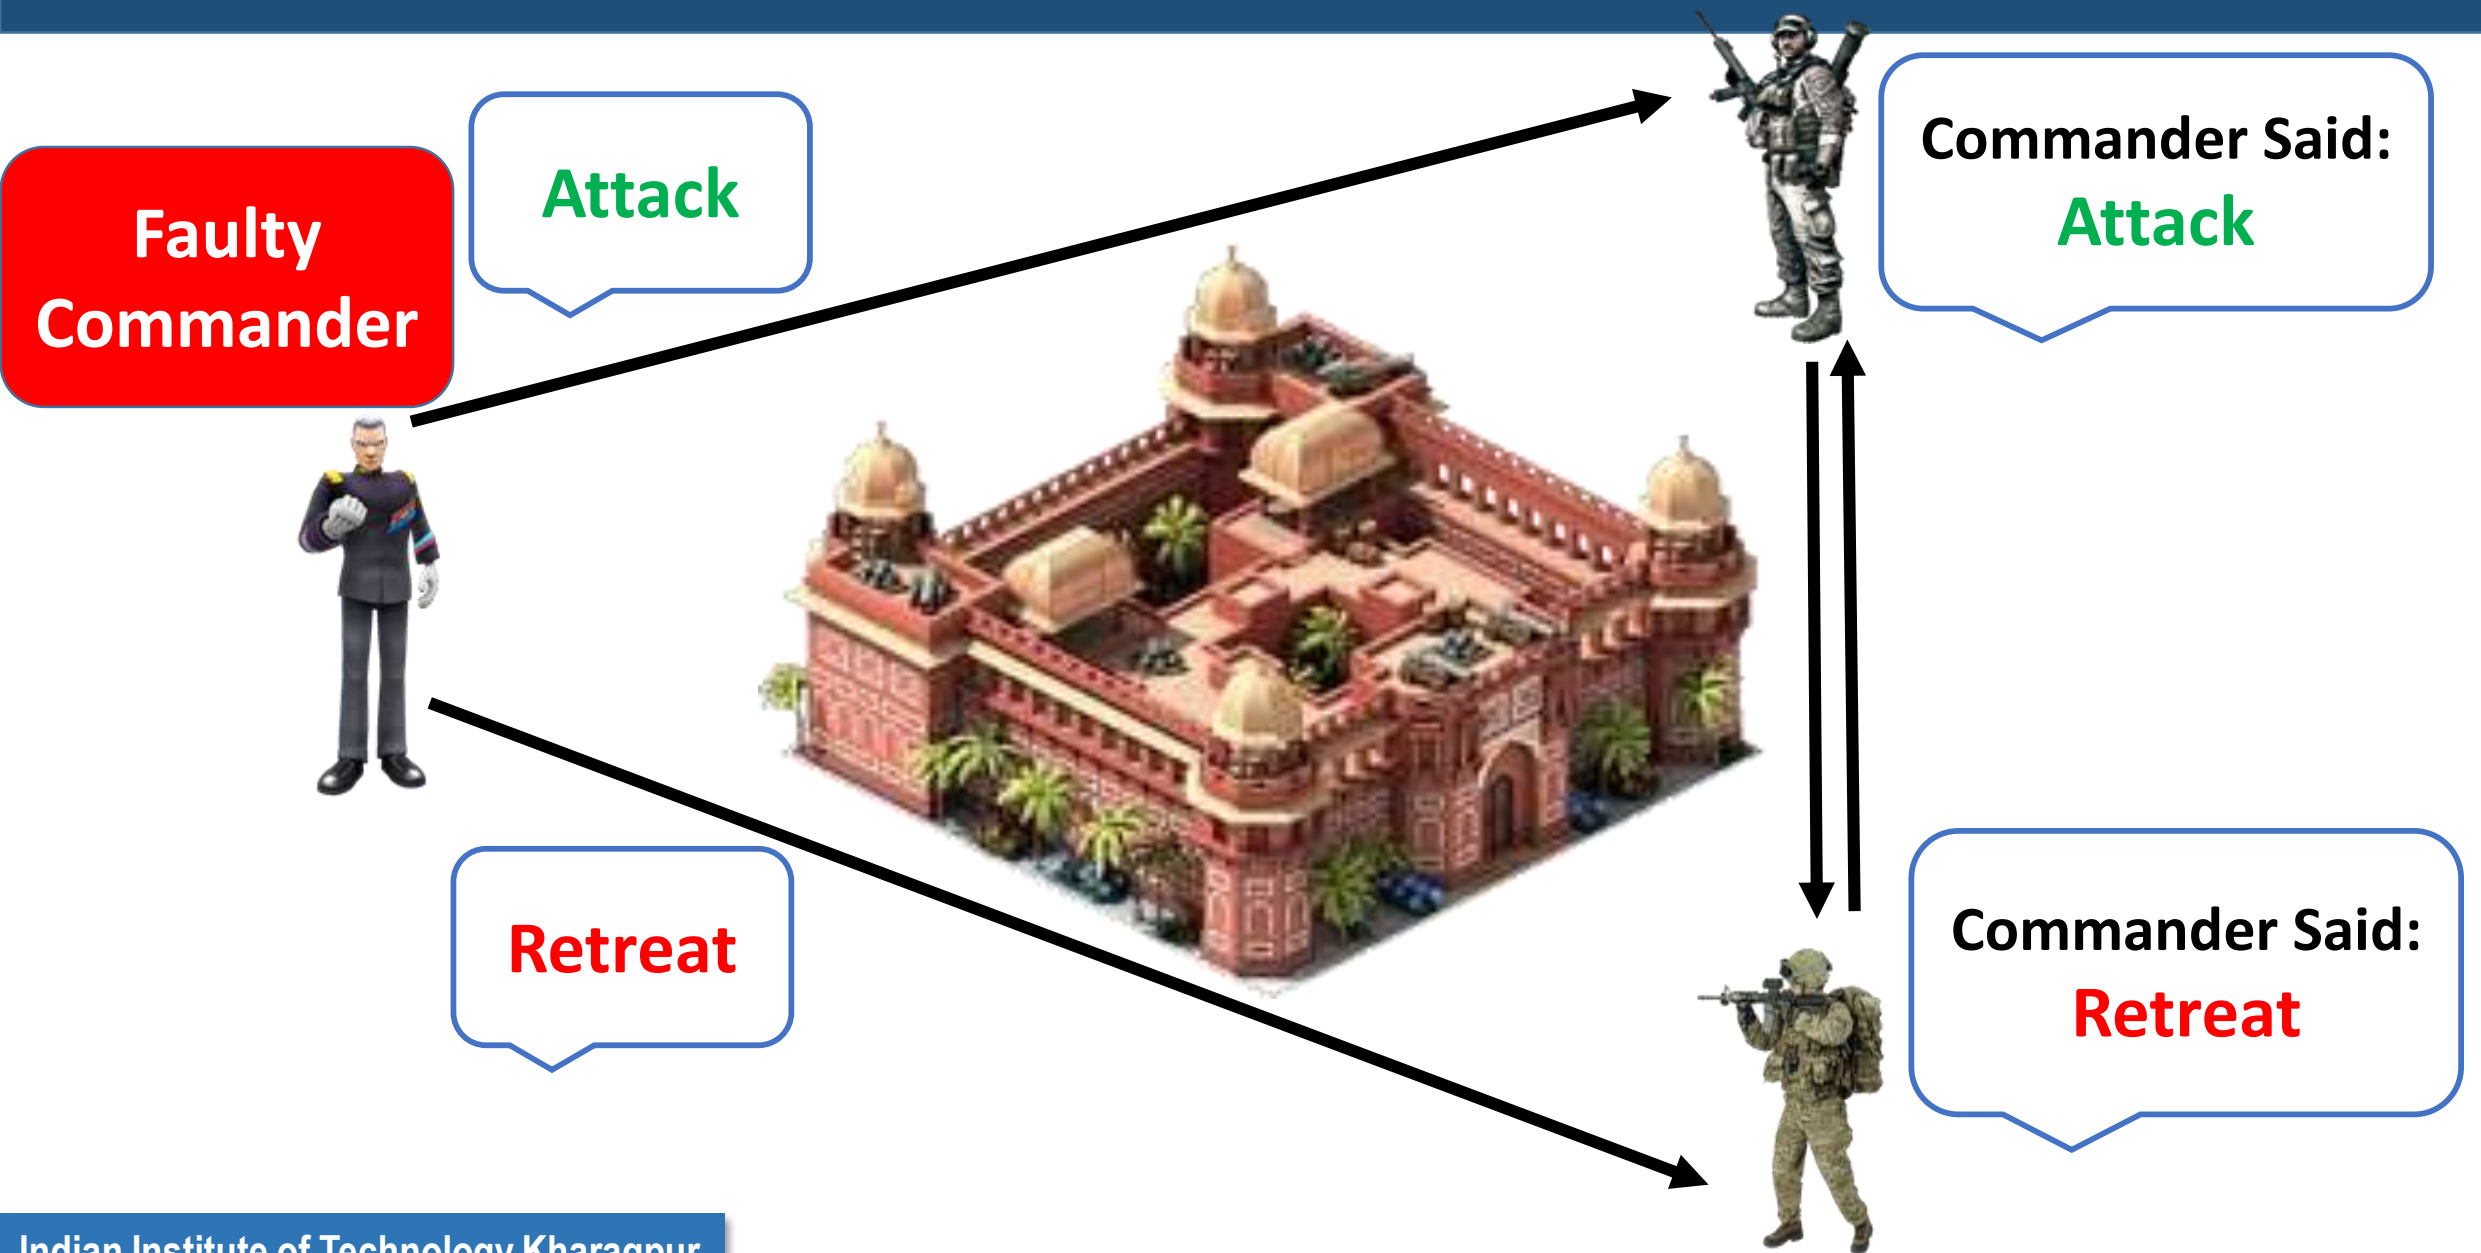 Faulty
Commander
Attack
Commander Said:
Attack
Retreat
Commander Said:
Retreat
Indian Institute of Technology Kharagpur